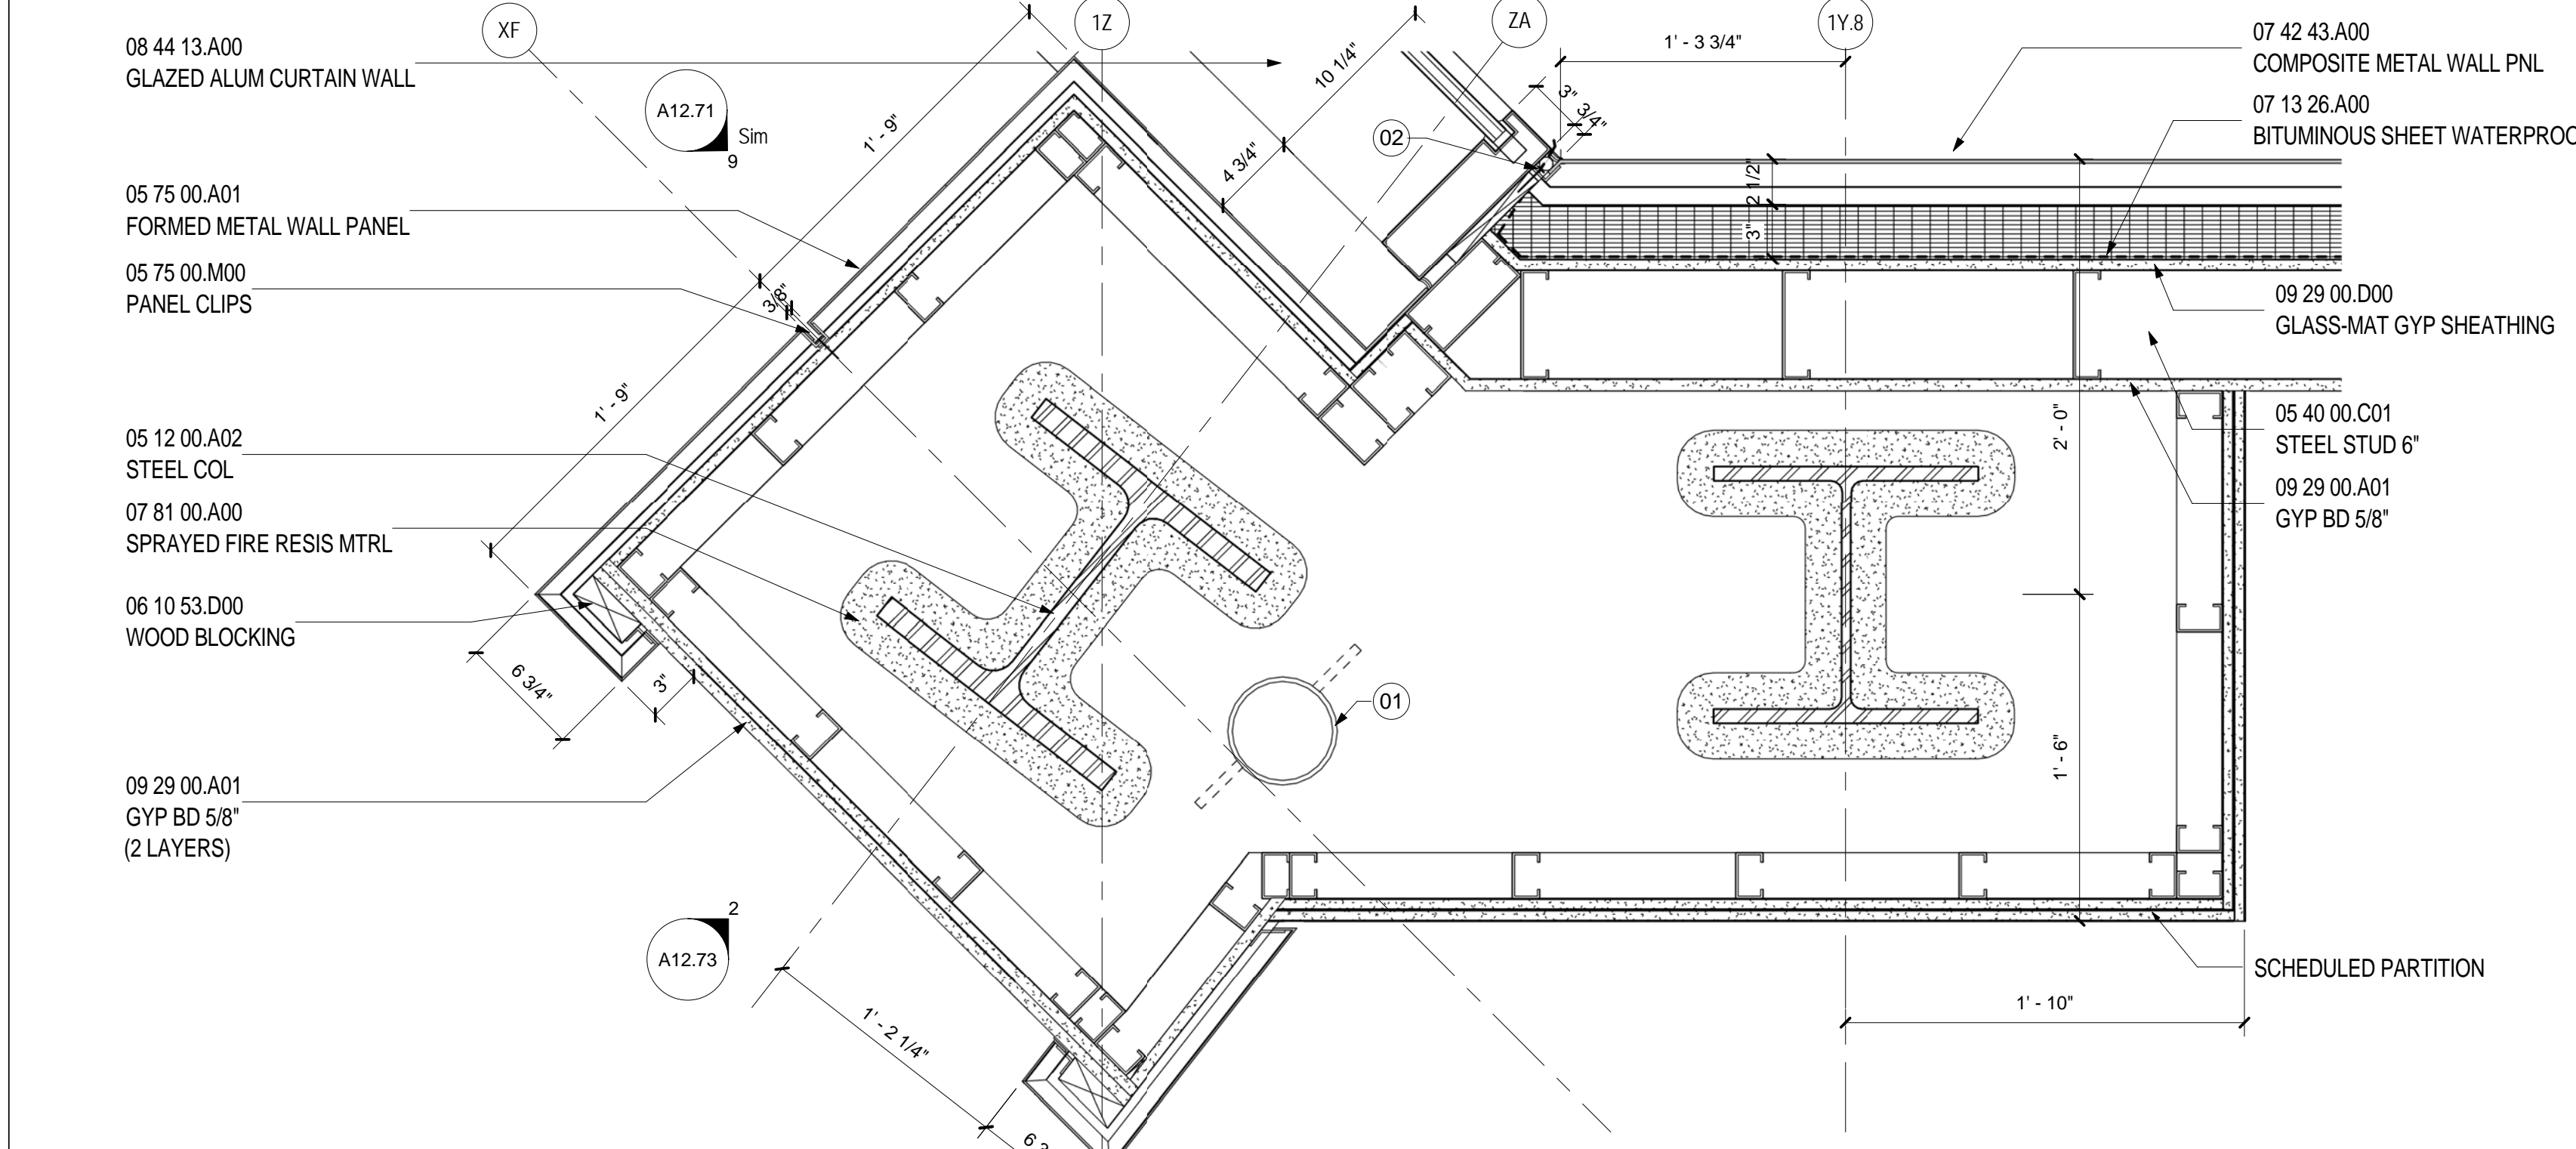 XF
1Z
ZA
1Y.8
08 44 13.A00
GLAZED ALUM CURTAIN WALL
A12.71
Sim
9
05 75 00.A01
FORMED METAL WALL PANEL
05 75 00.M00
PANEL CLIPS
05 12 00.A02
STEEL COL
07 81 00.A00
SPRAYED FIRE RESIS MTRL
06 10 53.D00
WOOD BLOCKING
09 29 00.A01
GYP BD 5/8"
(2 LAYERS)
2
A12.73
1' - 9"
3/8"
1' - 9"
6 3/4"
3"
1' - 2 1/4"
10 1/4"
4 3/4"
3"
3/4"
02
01
1' - 3 3/4"
2 1/2"
3"
2' - 0"
1' - 6"
1' - 10"
07 42 43.A00
COMPOSITE METAL WALL PNL
07 13 26.A00
BITUMINOUS SHEET
09 29 00.D00
GLASS-MAT GYP SHEATHING
05 40 00.C01
STEEL STUD 6"
09 29 00.A01
GYP BD 5/8"
SCHEDULED PARTITION